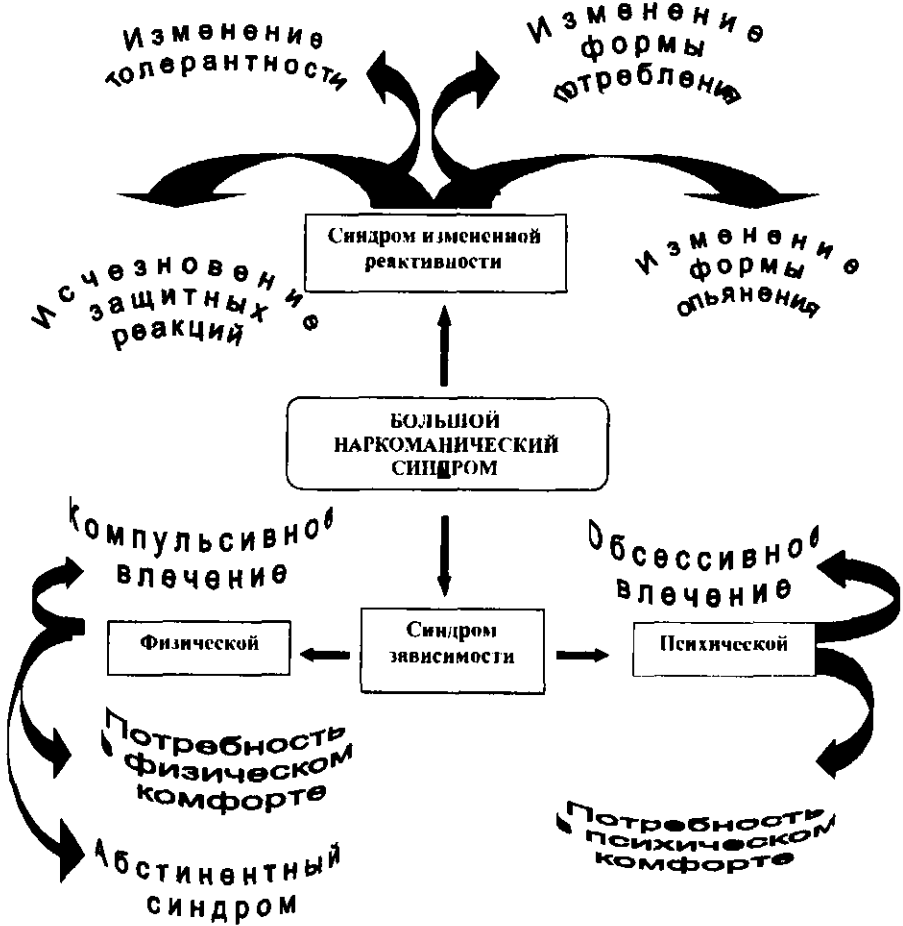 Изменение
толерантности
Изменение
формы
потребления
Исчезновение
защитных
реакций
Синдром измененной
реактивности
Изменение
формы
опьянения
БОЛЬШОЙ
НАРКОМАНИЧЕСКИЙ
СИНДРОМ
Компульсивное
влечение
Обсессивное
влечение
Физической
Синдром
зависимости
Психической
Потребность
в физическом
комфорте
Потребность
в психическом
комфорте
Абстинентный
синдром